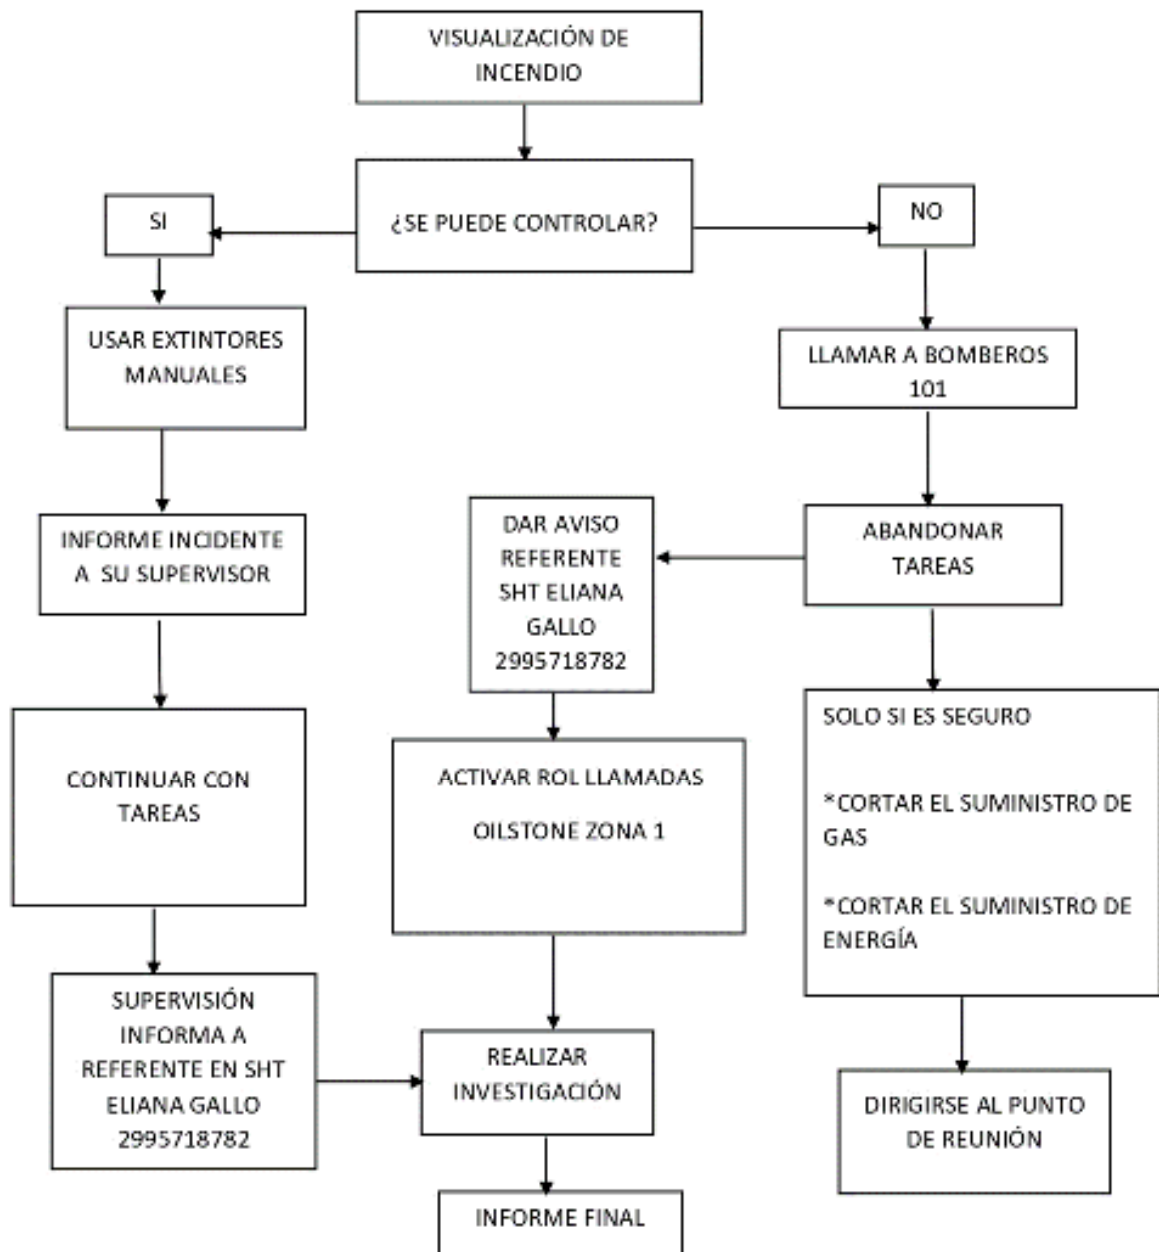 VISUALIZACIÓN DE
INCENDIO
¿SE PUEDE CONTROLAR?
SI
NO
USAR EXTINTORES
MANUALES
LLAMAR A BOMBEROS
101
INFORME INCIDENTE
A SU SUPERVISOR
DAR AVISO
REFERENTE
SHT ELIANA
GALLO
2995718782
ABANDONAR
TAREAS
CONTINUAR CON
TAREAS
ACTIVAR ROL LLAMADAS
OILSTONE ZONA 1
SOLO SI ES SEGURO
*CORTAR EL SUMINISTRO DE
GAS
*CORTAR EL SUMINISTRO DE
ENERGÍA
SUPERVISIÓN
INFORMA A
REFERENTE EN SHT
ELIANA GALLO
2995718782
REALIZAR
INVESTIGACIÓN
DIRIGIRSE AL PUNTO
DE REUNIÓN
INFORME FINAL